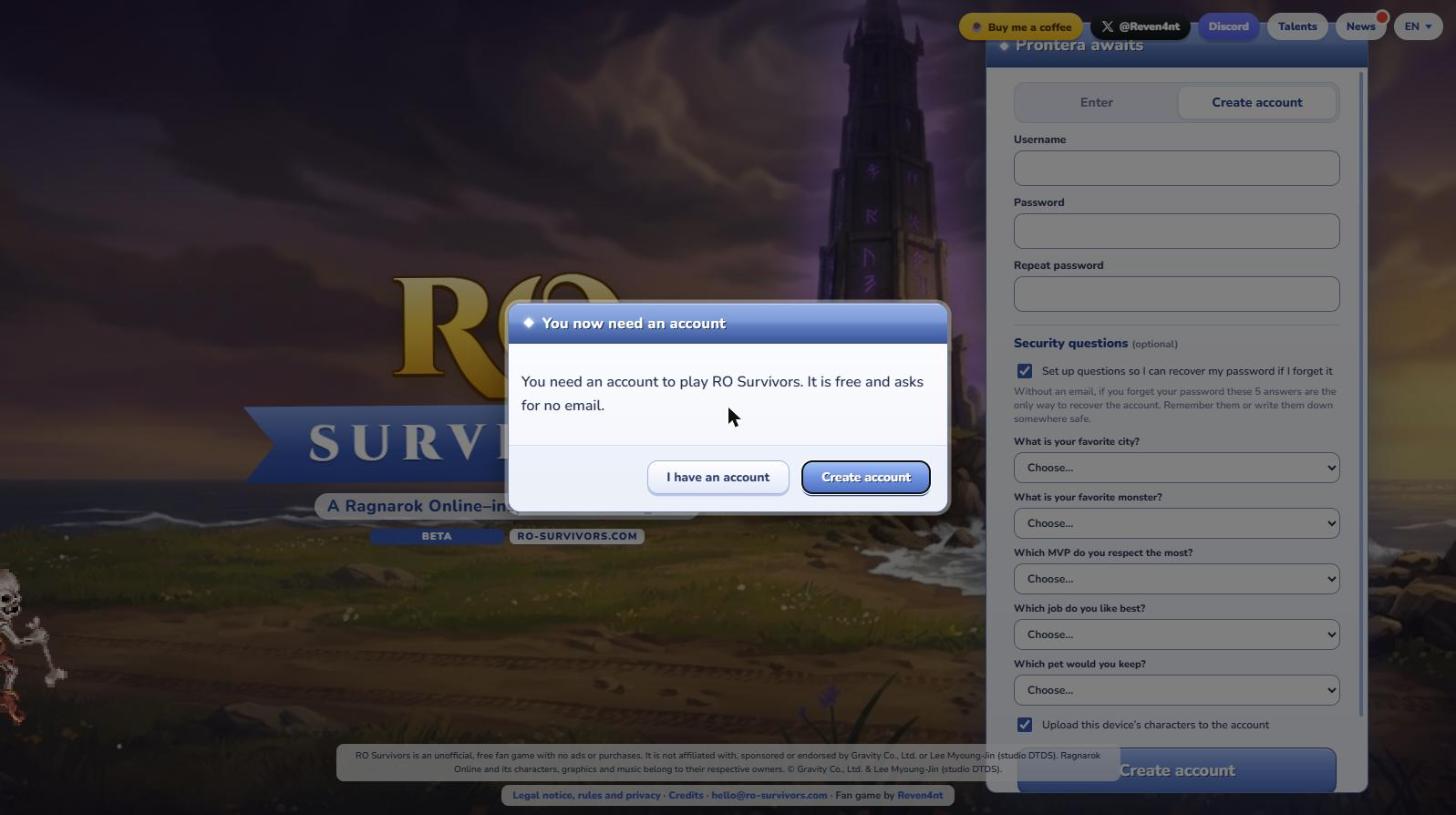 Buy me a coffee
@Reven4nt
Discord
Talents
News
EN
Prontera awaits
Enter
Create account
Username
Password
Repeat password
Security questions (optional)
Set up questions so I can recover my password if I forget it
Without an email, if you forget your password these 5 answers are the
only way to recover the account. Remember them or write them down
somewhere safe.
What is your favorite city?
Choose...
What is your favorite monster?
Choose...
Which MVP do you respect the most?
Choose...
Which job do you like best?
Choose...
Which pet would you keep?
Choose...
Upload this device's characters to the account
Create account
RO
SURV
A Ragnarok Online–in
BETA
RO-SURVIVORS.COM
You now need an account
You need an account to play RO Survivors. It is free and asks
for no email.
I have an account
Create account
RO Survivors is an unofficial, free fan game with no ads or purchases. It is not affiliated with, sponsored or endorsed by Gravity Co., Ltd. or Lee Myoung-Jin (studio DTDS). Ragnarok
Online and its characters, graphics and music belong to their respective owners. © Gravity Co., Ltd. & Lee Myoung-Jin (studio DTDS).
Legal notice, rules and privacy · Credits · hello@ro-survivors.com · Fan game by Reven4nt